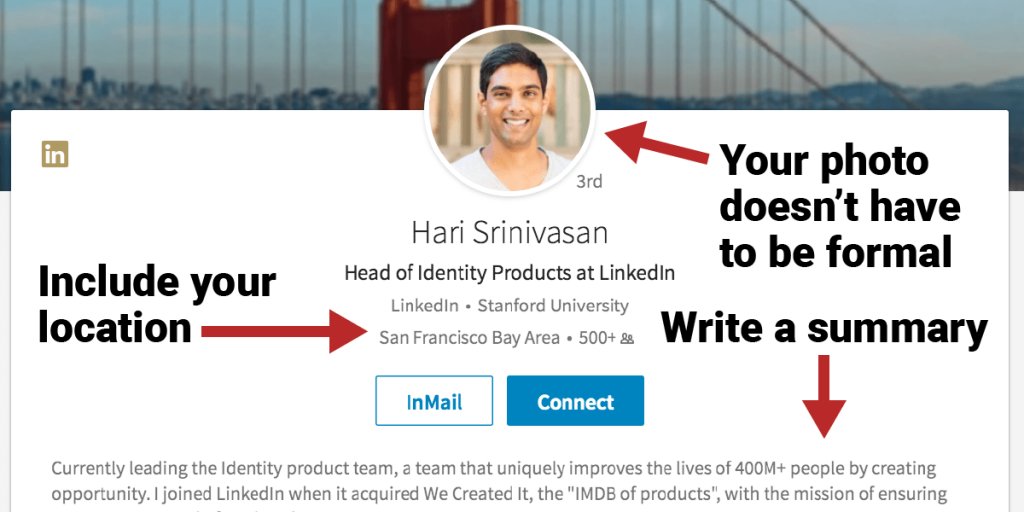 in
3rd
Your photo
doesn't have
to be formal
Hari Srinivasan
Head of Identity Products at LinkedIn
LinkedIn • Stanford University
San Francisco Bay Area • 500+
Include your
location
Write a summary
InMail
Connect
Currently leading the Identity product team, a team that uniquely improves the lives of 400M+ people by creating
opportunity. I joined LinkedIn when it acquired We Created It, the "IMDB of products", with the mission of ensuring